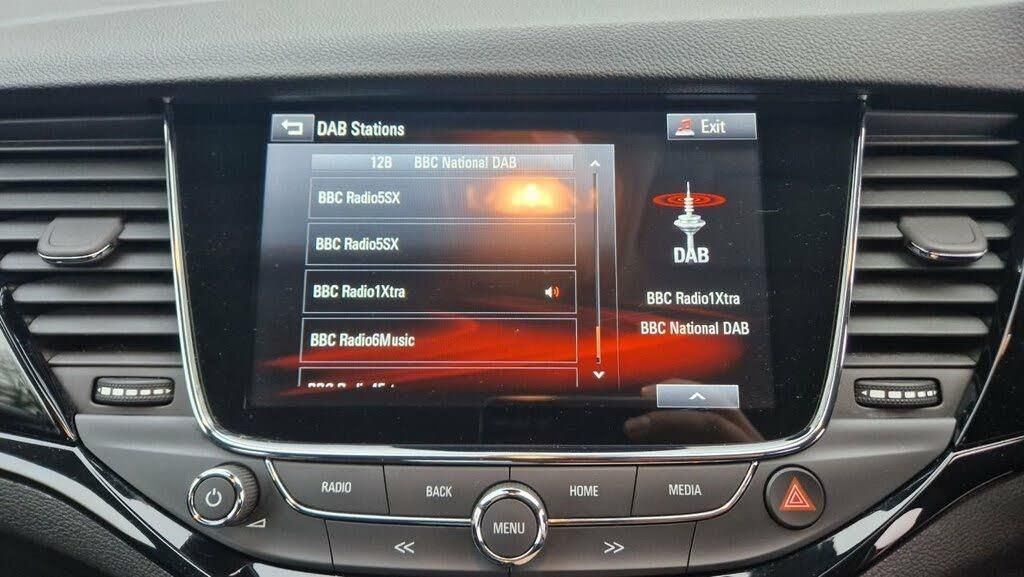 DAB Stations
Exit
12B BBC National DAB
BBC Radio5SX
BBC Radio5SX
BBC Radio1Xtra
BBC Radio6Music
DAB
BBC Radio1Xtra
BBC National DAB
RADIO
BACK
MENU
HOME
MEDIA